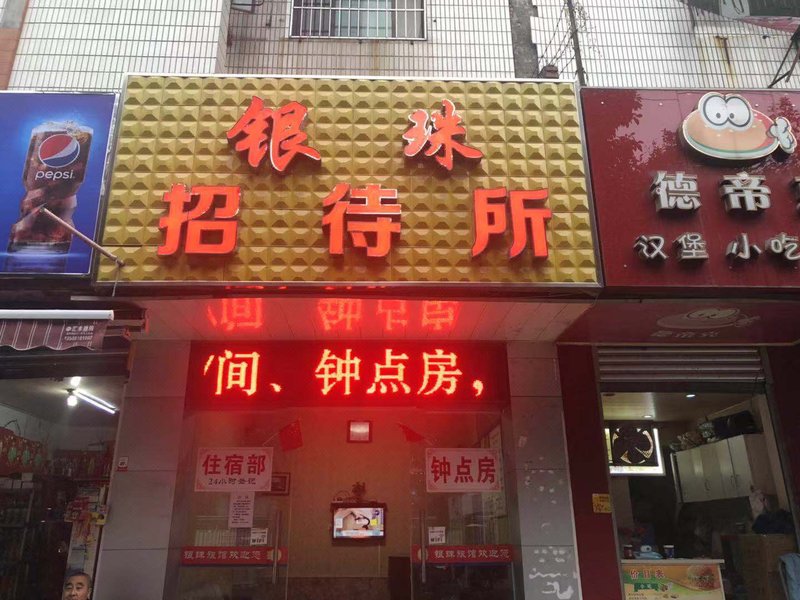 银珠
招待所
pepsi
德帝
汉堡 小吃
间、钟点房，
住宿部
24小时登记
钟点房
银珠旅馆欢迎您
银珠旅馆欢迎您
WiFi
WiFi